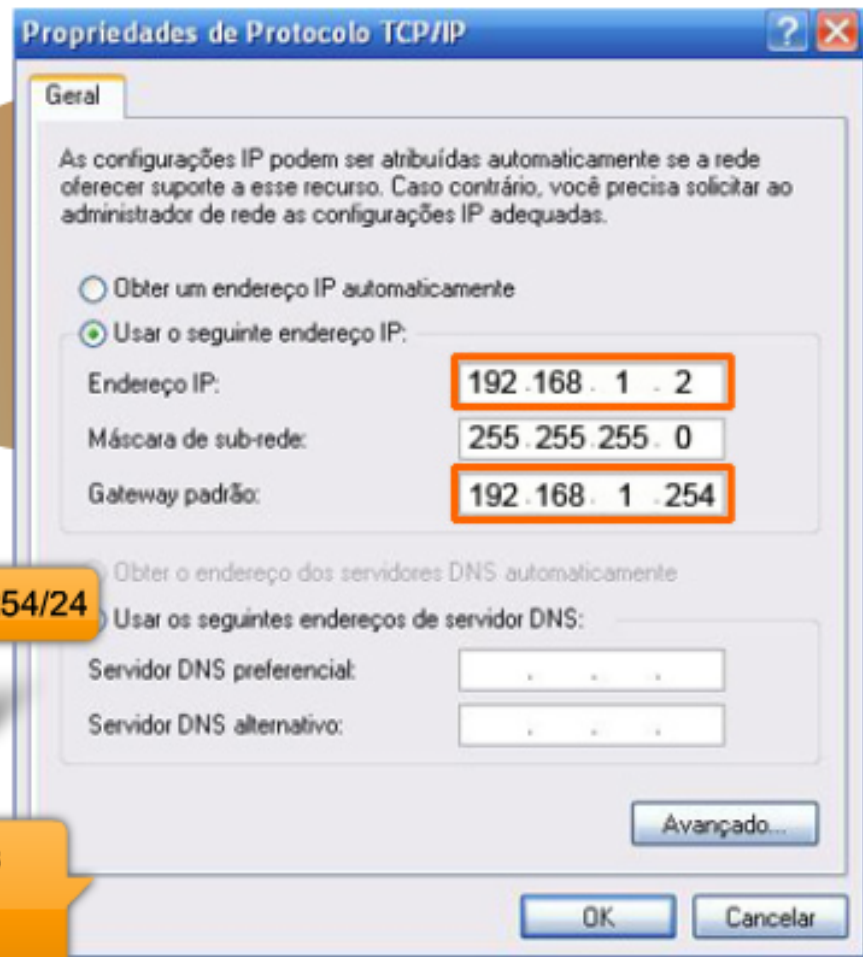 Propriedades de Protocolo TCP/IP
Geral
As configurações IP podem ser atribuídas automaticamente se a rede
oferecer suporte a esse recurso. Caso contrário, você precisa solicitar ao
administrador de rede as configurações IP adequadas.
Obter um endereço IP automaticamente
Usar o seguinte endereço IP:
Endereço IP: 192 . 168 . 1 . 2
Máscara de sub-rede: 255 . 255 . 255 . 0
Gateway padrão: 192 . 168 . 1 . 254
Obter o endereço dos servidores DNS automaticamente
54/24
Usar os seguintes endereços de servidor DNS:
Servidor DNS preferencial: . . .
Servidor DNS alternativo: . . .
Avançado...
OK Cancelar